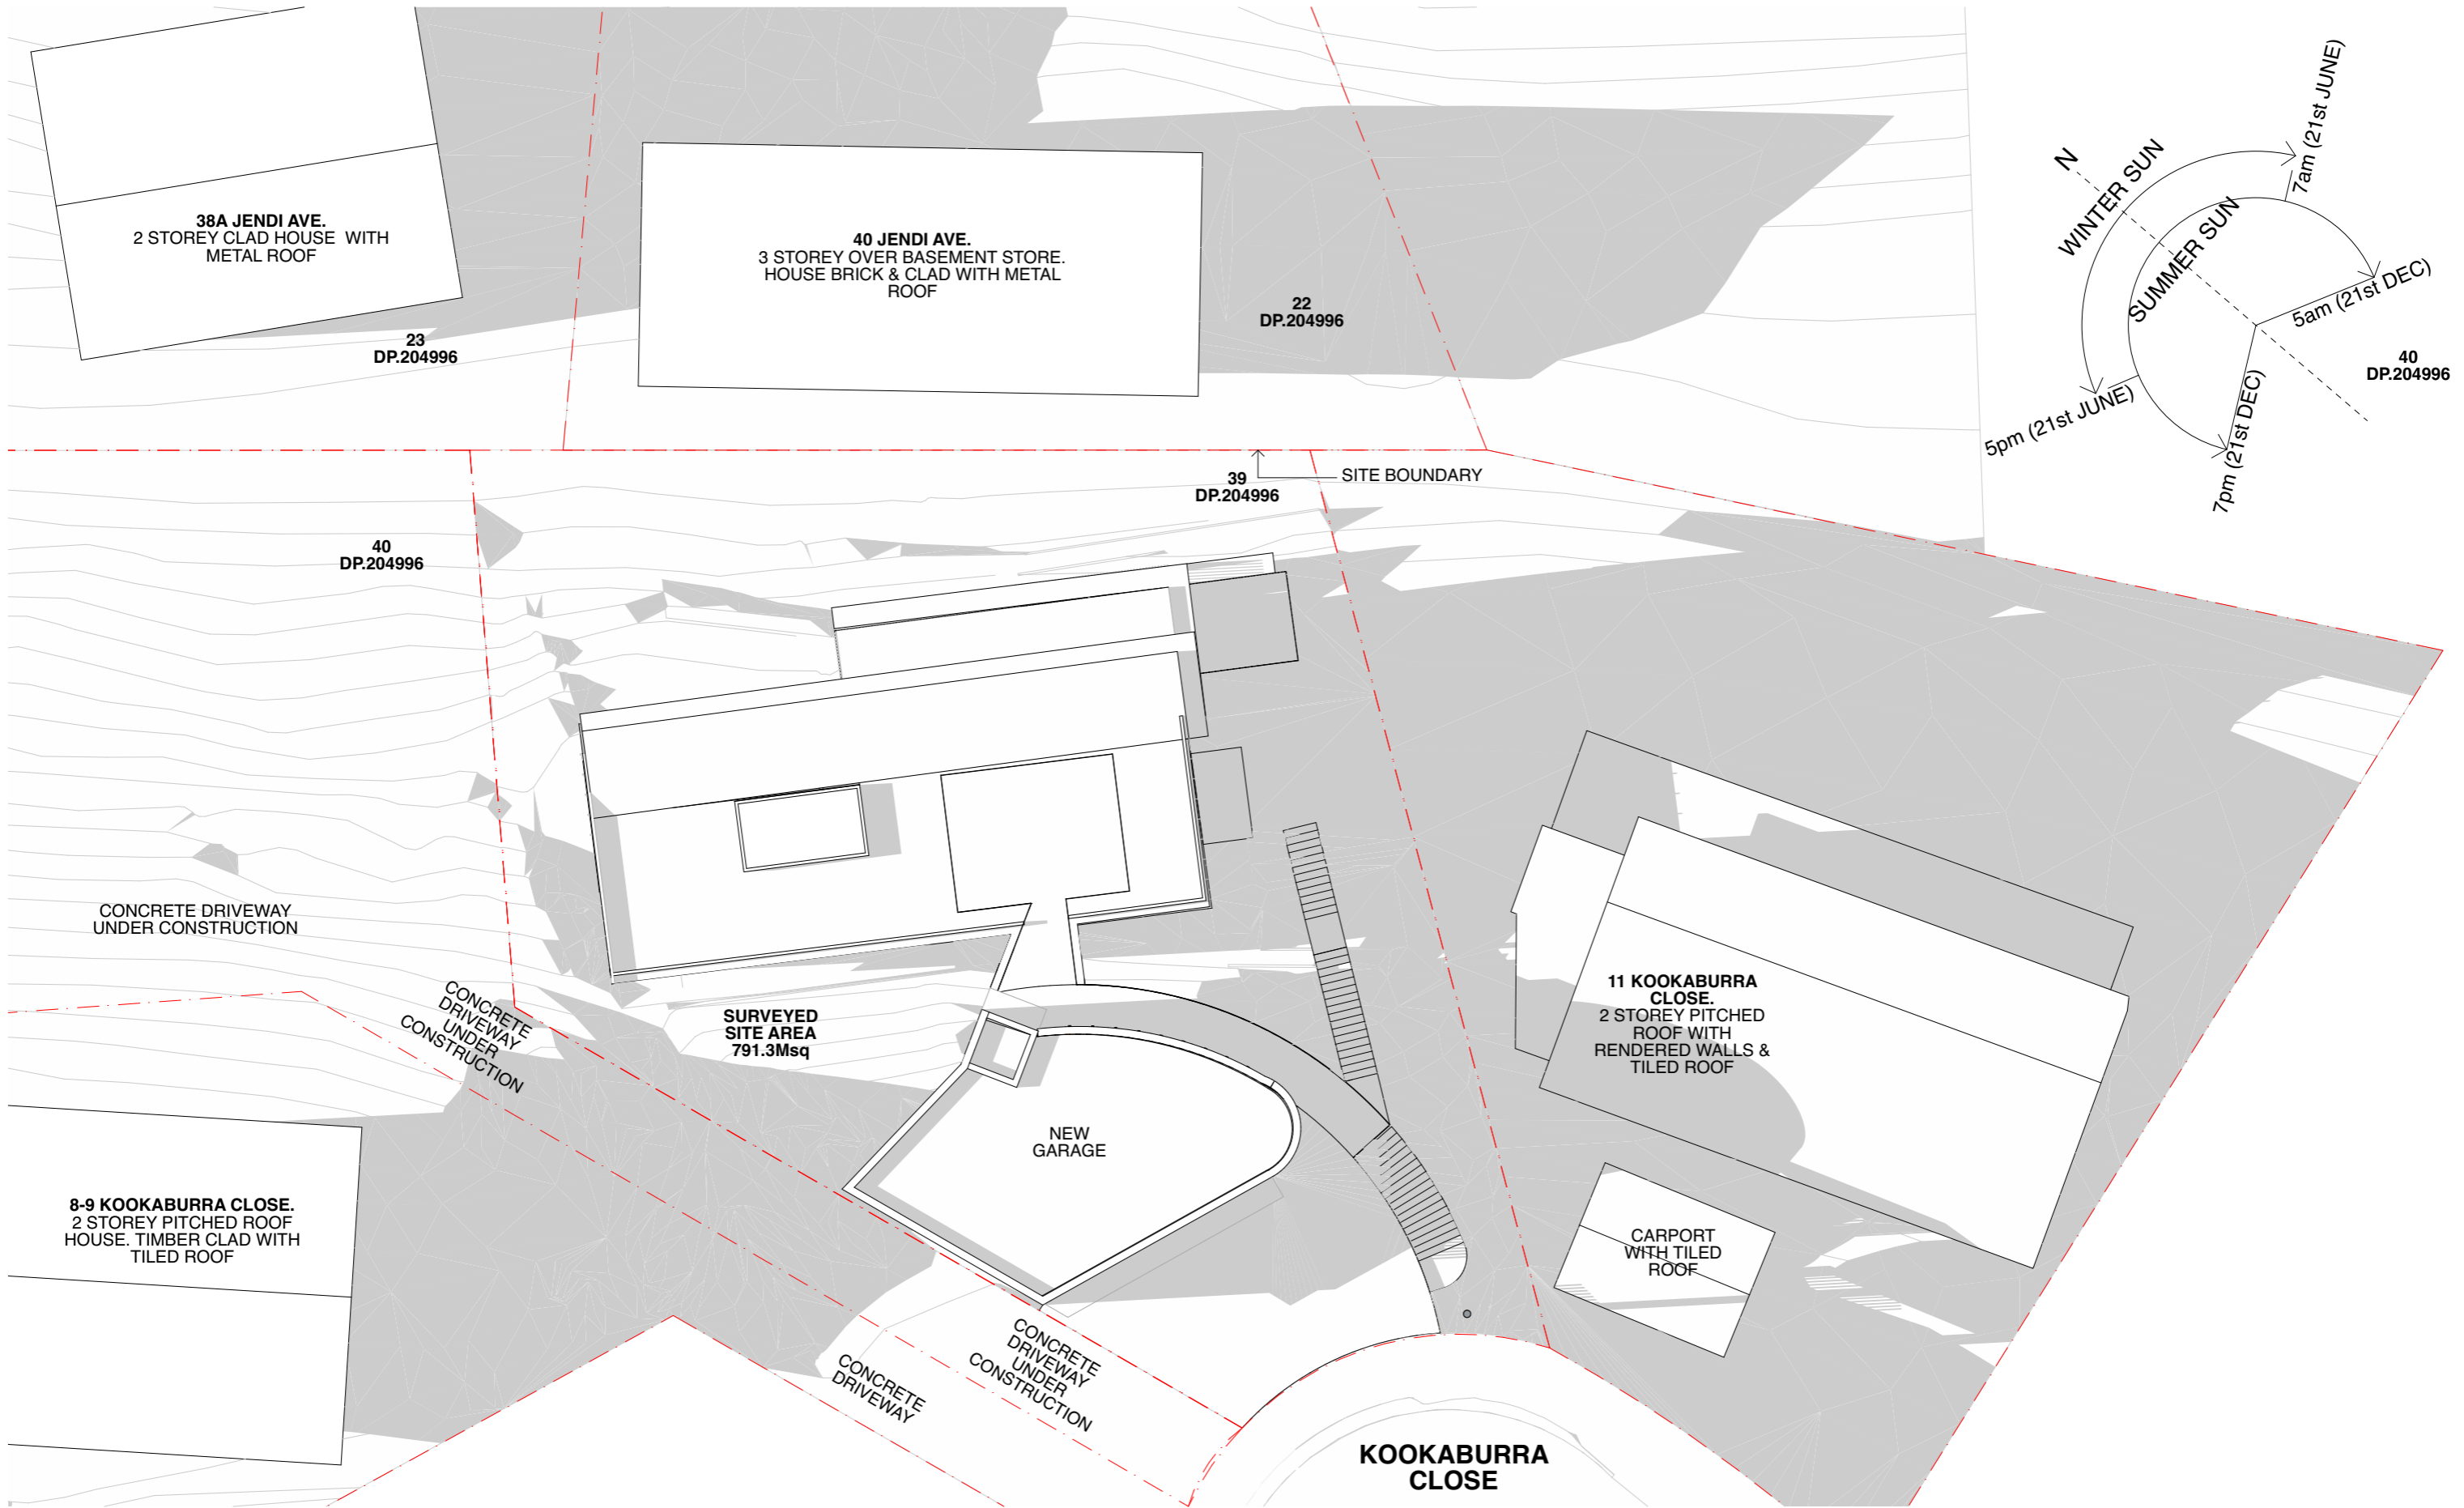 38A JENDI AVE.
2 STOREY CLAD HOUSE WITH
METAL ROOF
40 JENDI AVE.
3 STOREY OVER BASEMENT STORE.
HOUSE BRICK & CLAD WITH METAL
ROOF
22
DP.204996
23
DP.204996
N
WINTER SUN
SUMMER SUN
7am (21st JUNE)
5am (21st DEC)
5pm (21st JUNE)
7pm (21st DEC)
40
DP.204996
39
DP.204996
SITE BOUNDARY
40
DP.204996
CONCRETE DRIVEWAY
UNDER CONSTRUCTION
CONCRETE
DRIVEWAY
UNDER
CONSTRUCTION
SURVEYED
SITE AREA
791.3Msq
11 KOOKABURRA
CLOSE.
2 STOREY PITCHED
ROOF WITH
RENDERED WALLS &
TILED ROOF
NEW
GARAGE
8-9 KOOKABURRA CLOSE.
2 STOREY PITCHED ROOF
HOUSE. TIMBER CLAD WITH
TILED ROOF
CARPORT
WITH TILED
ROOF
CONCRETE
DRIVEWAY
UNDER
CONSTRUCTION
CONCRETE
DRIVEWAY
KOOKABURRA
CLOSE